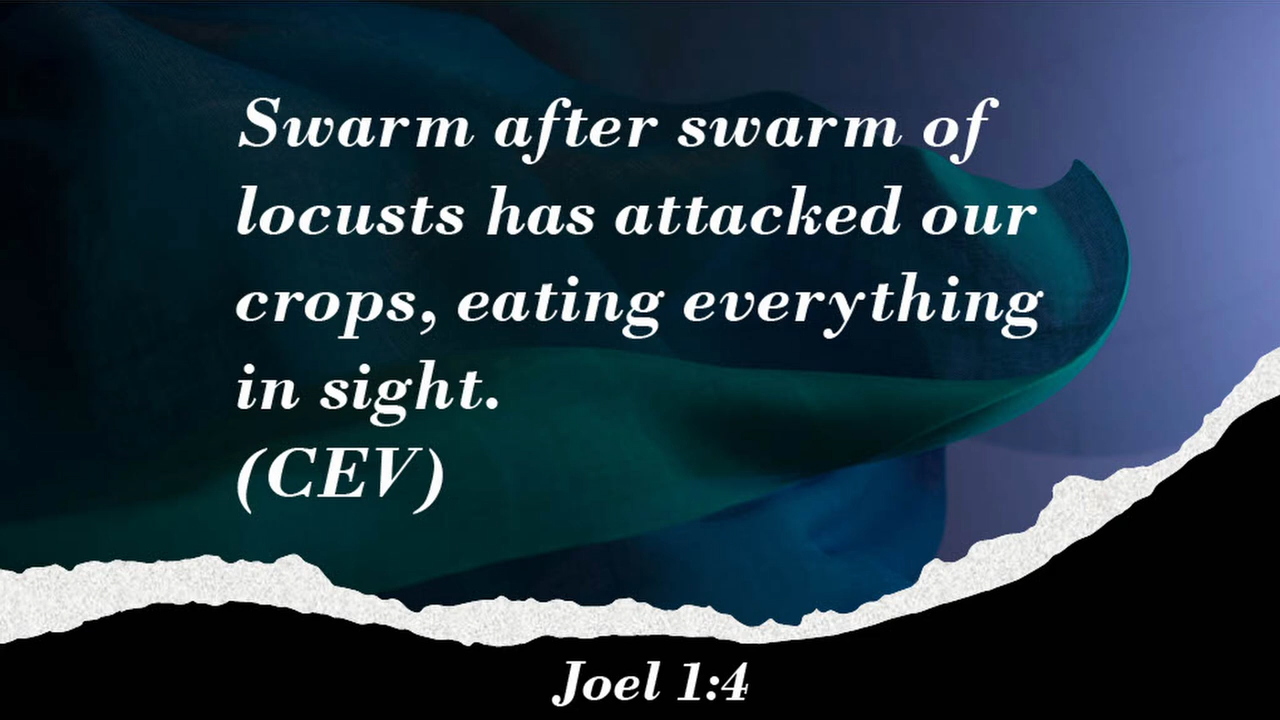 Swarm after swarm of
locusts has attacked our
crops, eating everything
in sight.
(CEV)
Joel 1:4